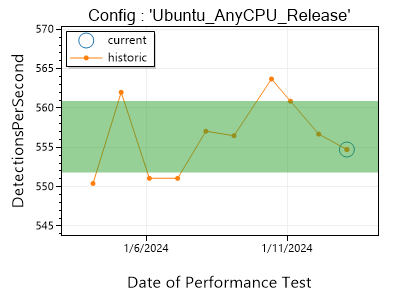 Config : 'Ubuntu_AnyCPU_Release'
current
historic
DetectionsPerSecond
570
565
560
555
550
545
1/6/2024
1/11/2024
Date of Performance Test